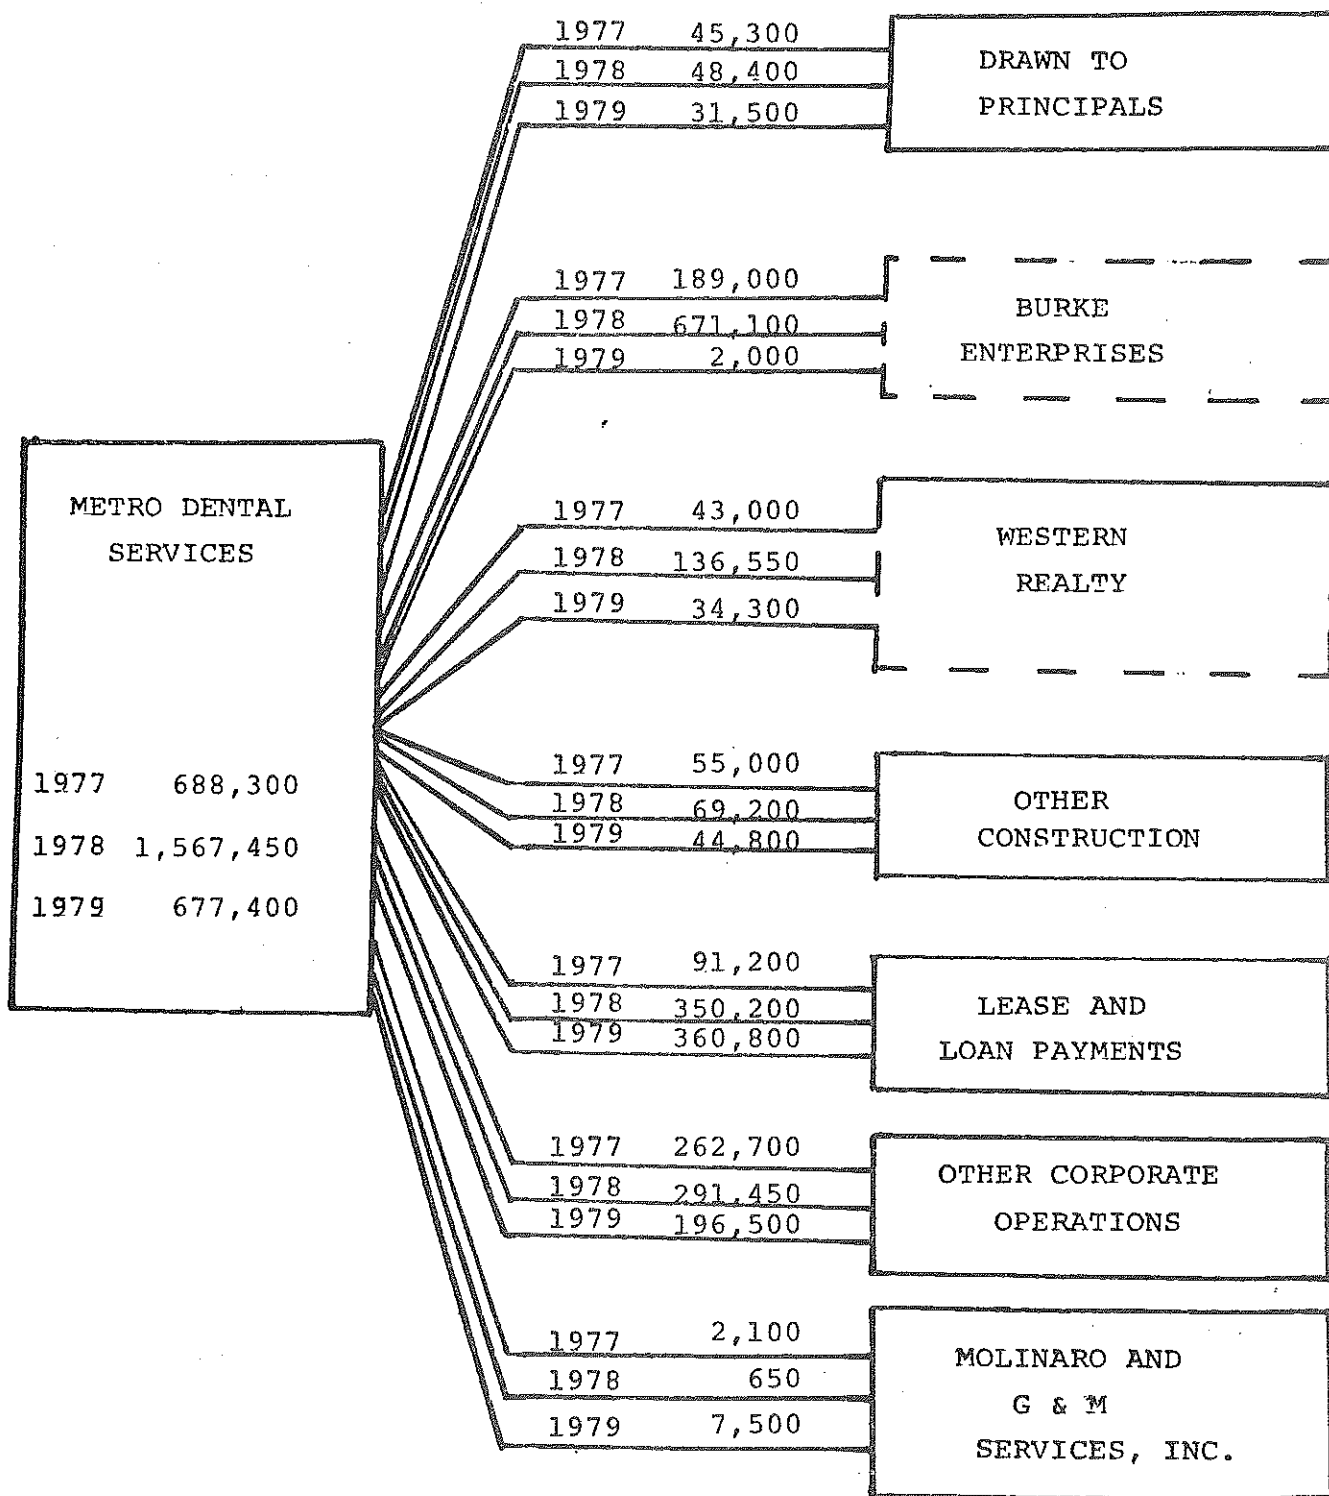 1977 45,300
1978 48,400
1979 31,500
DRAWN TO
PRINCIPALS
1977 189,000
1978 671,100
1979 2,000
BURKE
ENTERPRISES
METRO DENTAL
SERVICES
1977 688,300
1978 1,567,450
1979 677,400
1977 43,000
1978 136,550
1979 34,300
WESTERN
REALTY
1977 55,000
1978 69,200
1979 44,800
OTHER
CONSTRUCTION
1977 91,200
1978 350,200
1979 360,800
LEASE AND
LOAN PAYMENTS
1977 262,700
1978 291,450
1979 196,500
OTHER CORPORATE
OPERATIONS
1977 2,100
1978 650
1979 7,500
MOLINARO AND
G & M
SERVICES, INC.